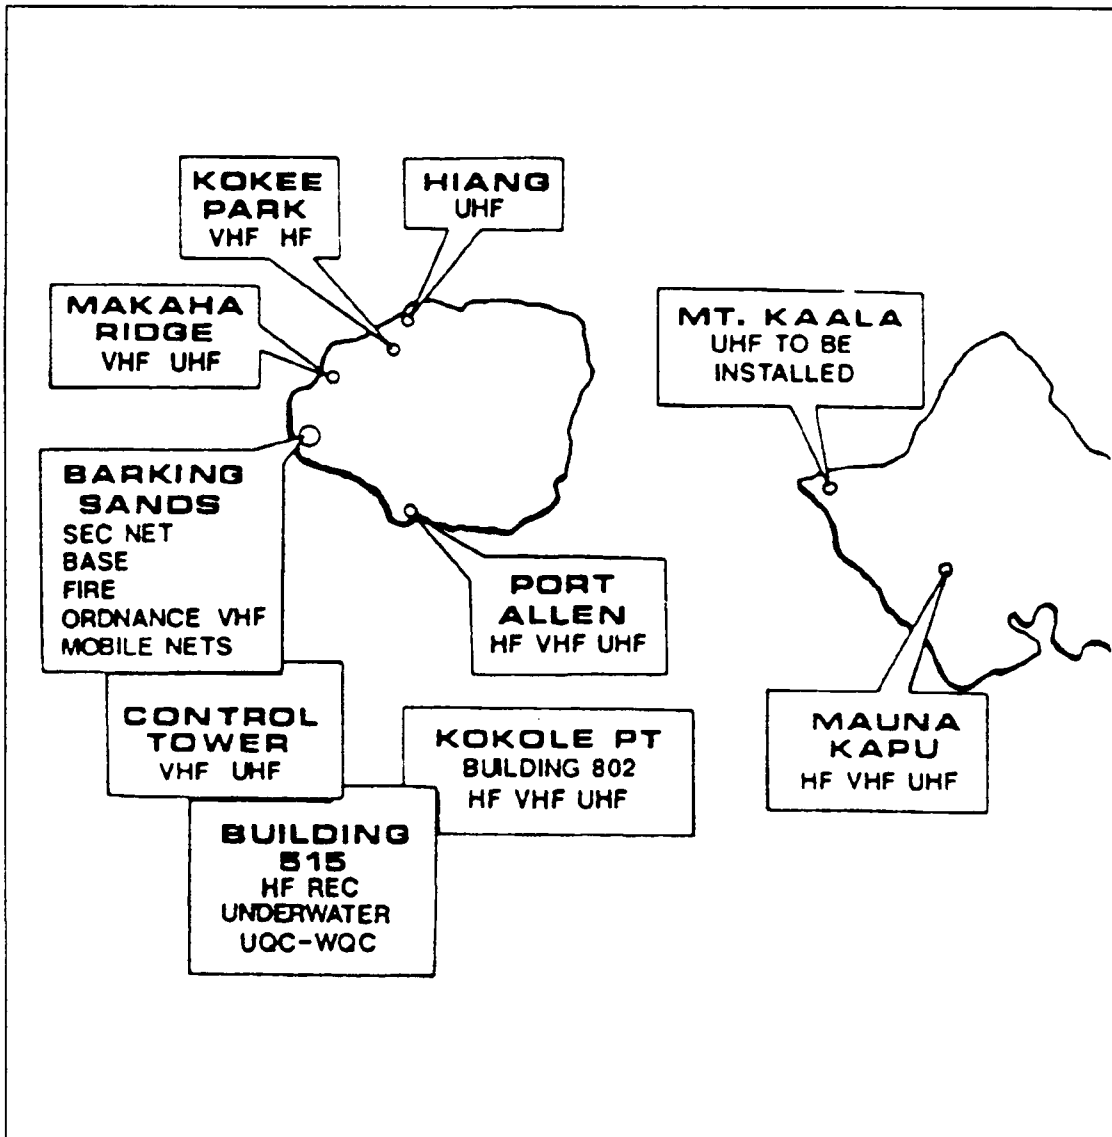 KOKEE
PARK
VHF HF
HIANG
UHF
MAKAHA
RIDGE
VHF UHF
MT. KAALA
UHF TO BE
INSTALLED
BARKING
SANDS
SEC NET
BASE
FIRE
ORDNANCE VHF
MOBILE NETS
PORT
ALLEN
HF VHF UHF
CONTROL
TOWER
VHF UHF
KOKOLE PT
BUILDING 802
HF VHF UHF
MAUNA
KAPU
HF VHF UHF
BUILDING
515
HF REC
UNDERWATER
UQC-WQC